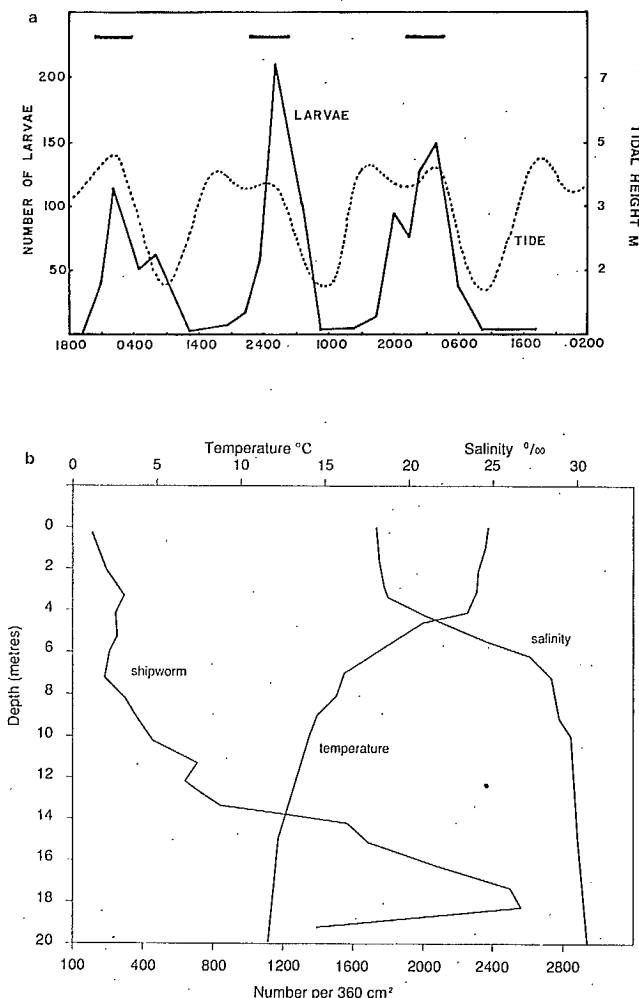 a
NUMBER OF LARVAE
200
150
100
50
LARVAE
TIDE
7
5
3
2
TIDAL HEIGHT M
1800 0400 1400 2400 1000 2000 0600 1600 .0200
b
Temperature °C Salinity ⁰/∞
0 5 10 15 20 25 30
Depth (metres)
0
2
4
6
8
10
12
14
16
18
20
shipworm
salinity
temperature
100 400 800 1200 1600 2000 2400 2800
Number per 360 cm²